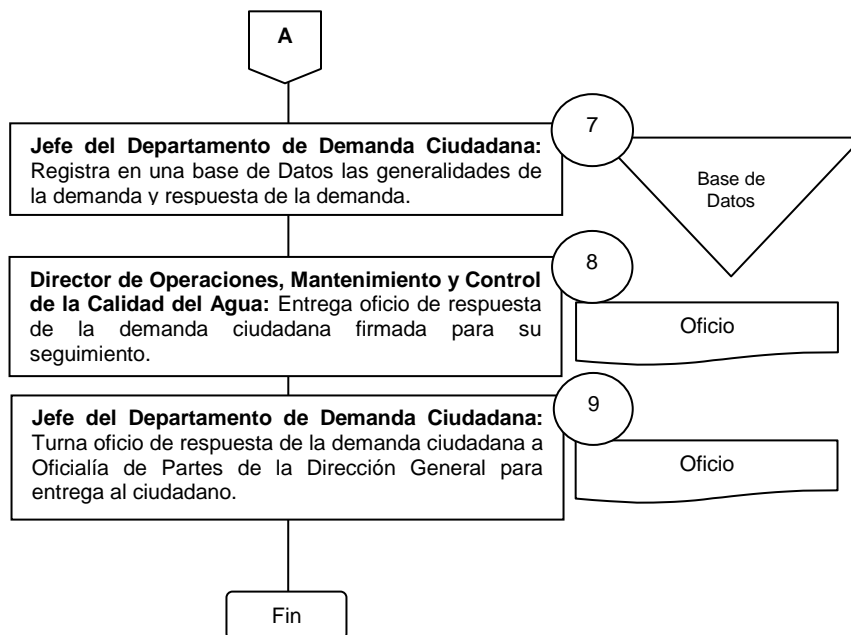 A
7
Jefe del Departamento de Demanda Ciudadana:
Registra en una base de Datos las generalidades de
la demanda y respuesta de la demanda.
Base de
Datos
8
Director de Operaciones, Mantenimiento y Control
de la Calidad del Agua: Entrega oficio de respuesta
de la demanda ciudadana firmada para su
seguimiento.
Oficio
9
Jefe del Departamento de Demanda Ciudadana:
Turna oficio de respuesta de la demanda ciudadana a
Oficialía de Partes de la Dirección General para
entrega al ciudadano.
Oficio
Fin